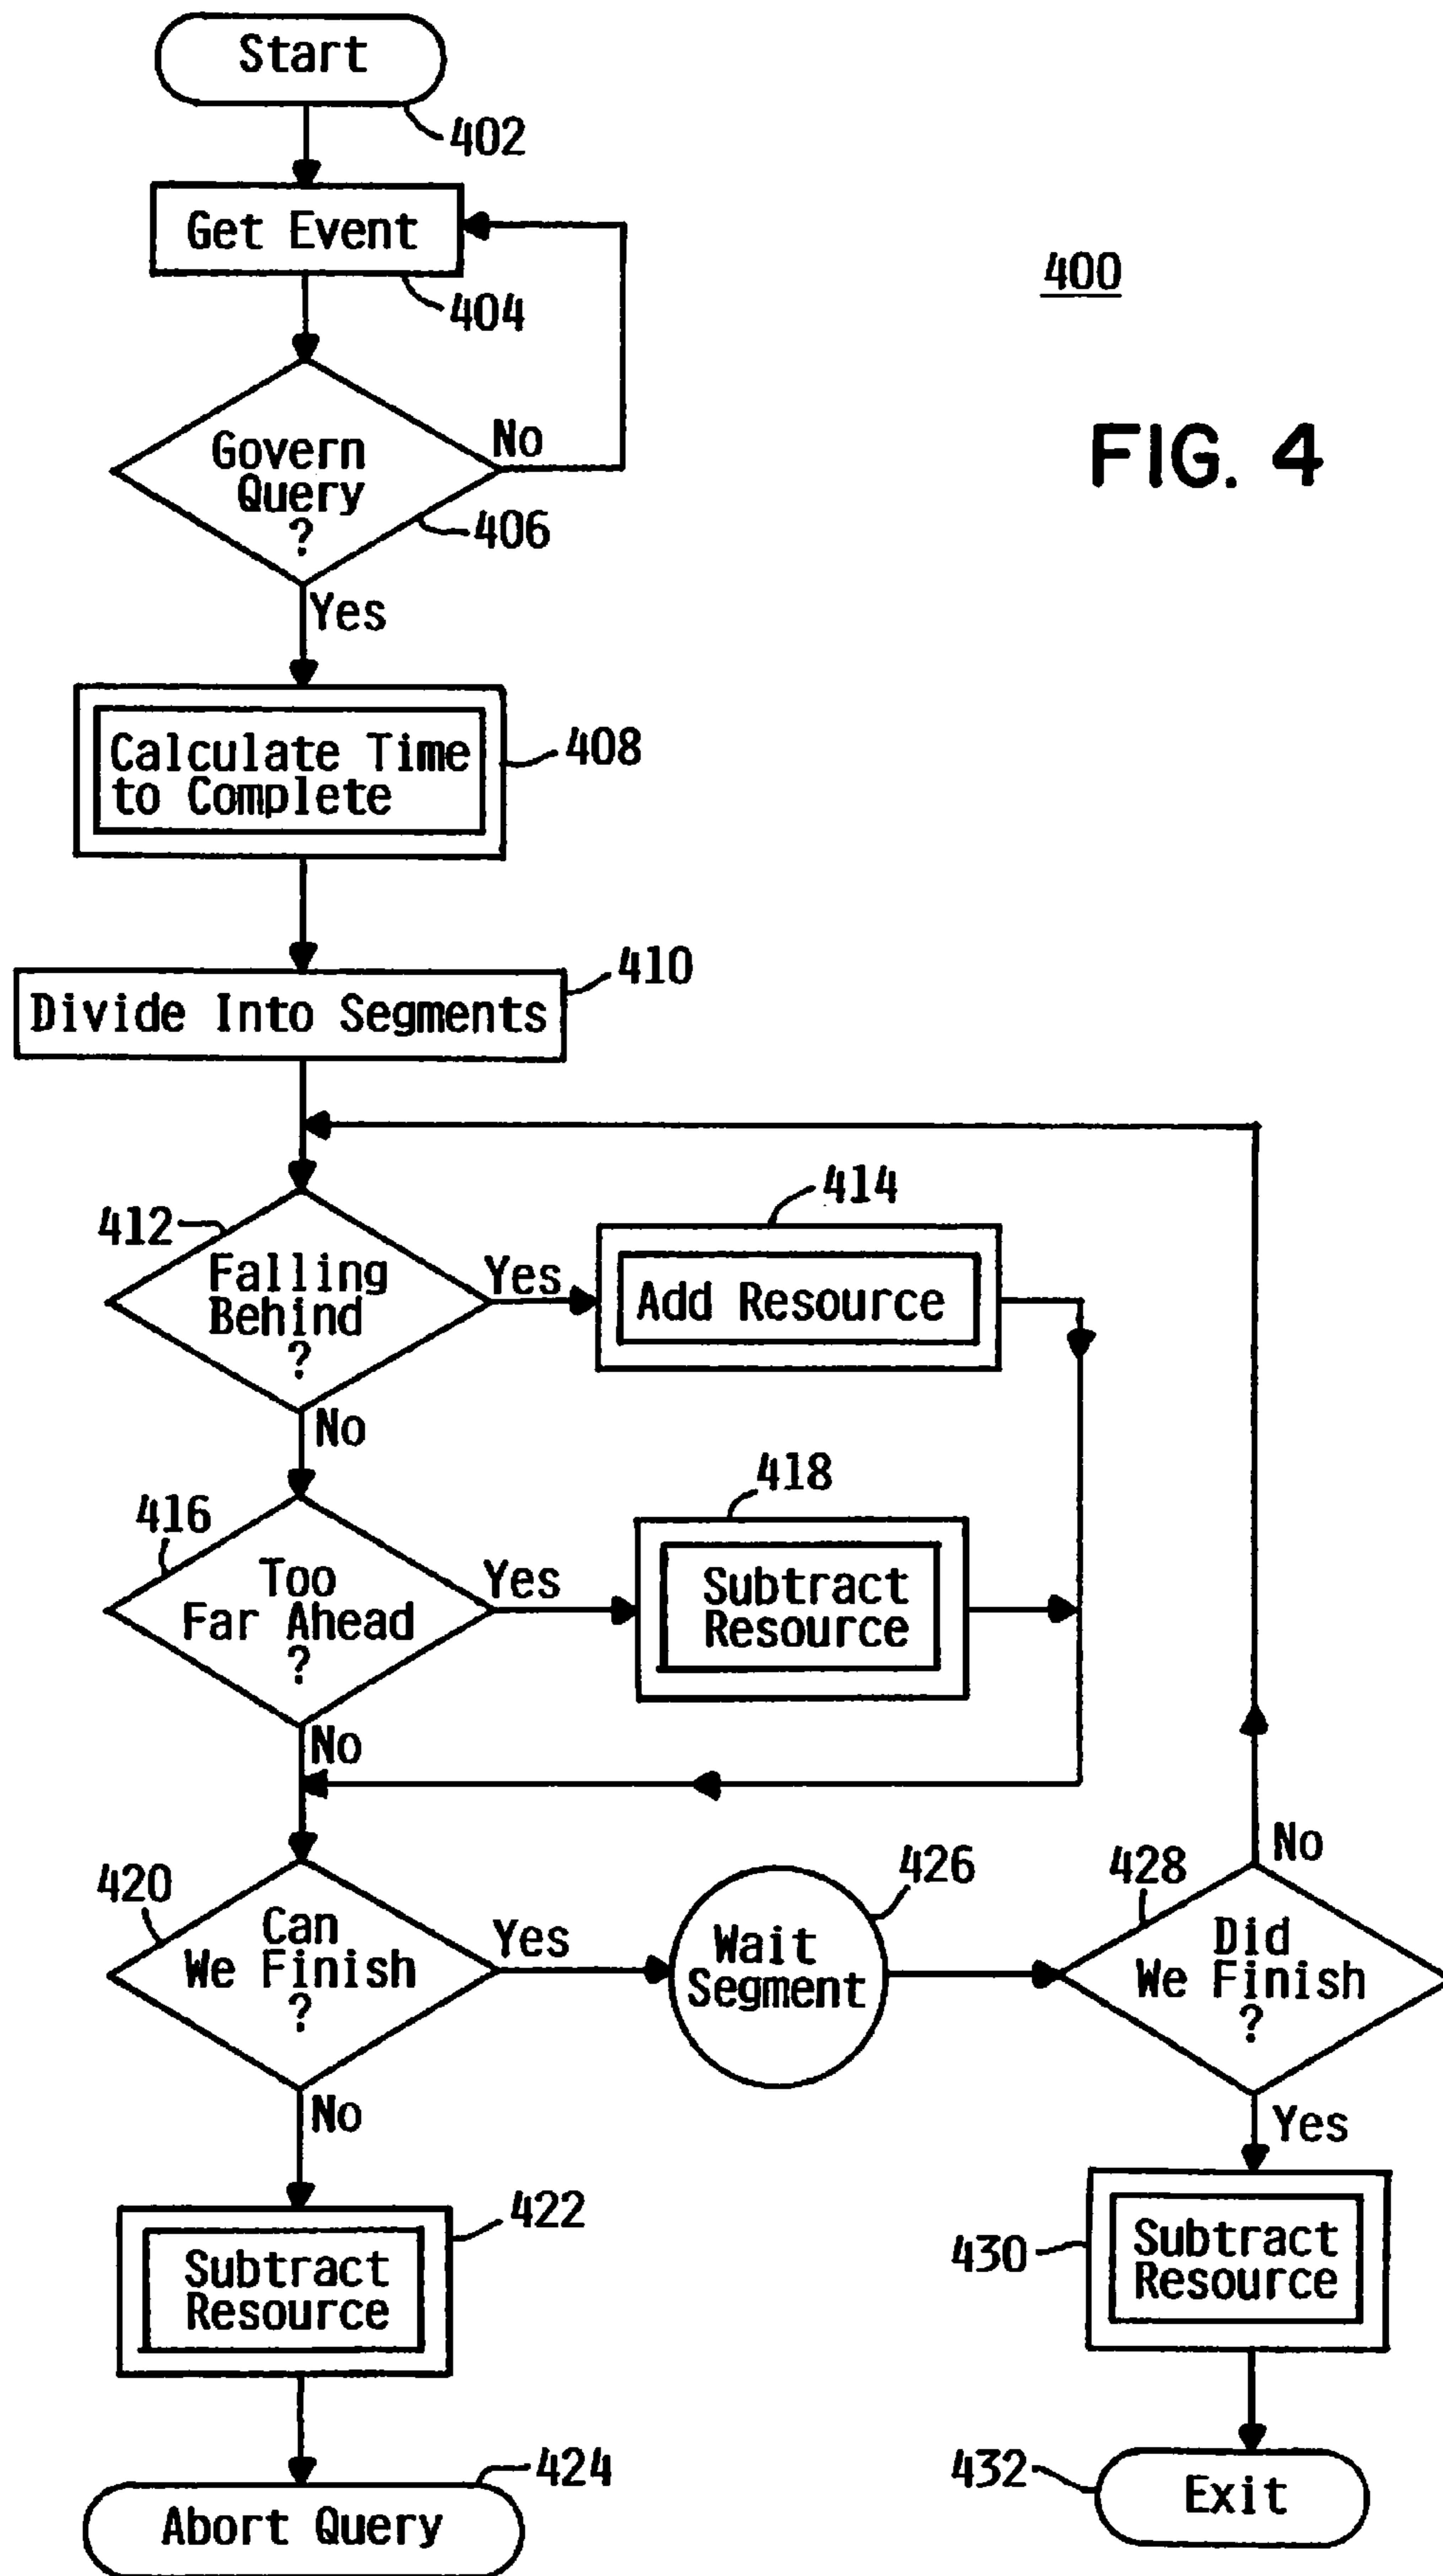 Start
402
Get Event
404
400
FIG. 4
No
Govern
Query
?
406
Yes
Calculate Time
to Complete
408
410
Divide Into Segments
412
Falling
Behind
?
Yes
414
Add Resource
No
416
Too
Far Ahead
?
Yes
418
Subtract
Resource
No
420
Can
We Finish
?
Yes
426
Wait
Segment
428
No
Did
We Finish
?
No
Yes
422
Subtract
Resource
430
Subtract
Resource
424
Abort Query
432
Exit